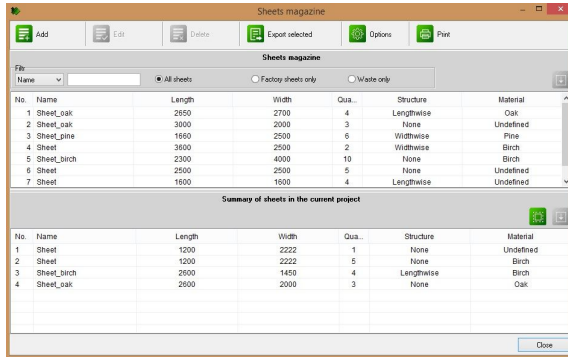 Sheets magazine
Add Edit Delete Export selected Options Print
Sheets magazine
Filtr
Name All sheets Factory sheets only Waste only
No. Name Length Width Qua... Structure Material
1 Sheet_oak 2650 2700 4 Lengthwise Oak
2 Sheet_oak 3000 2000 3 None Undefined
3 Sheet_pine 1660 2500 6 Widthwise Pine
4 Sheet 3600 2500 2 Widthwise Birch
5 Sheet_birch 2300 4000 10 None Birch
6 Sheet 2500 2500 5 None Undefined
7 Sheet 1600 1600 4 Lengthwise Undefined
Summary of sheets in the current project
No. Name Length Width Qua... Structure Material
1 Sheet 1200 2222 1 None Undefined
2 Sheet 1200 2222 5 None Birch
3 Sheet_birch 2600 1450 4 Lengthwise Birch
4 Sheet_oak 2600 2000 3 None Oak
Close